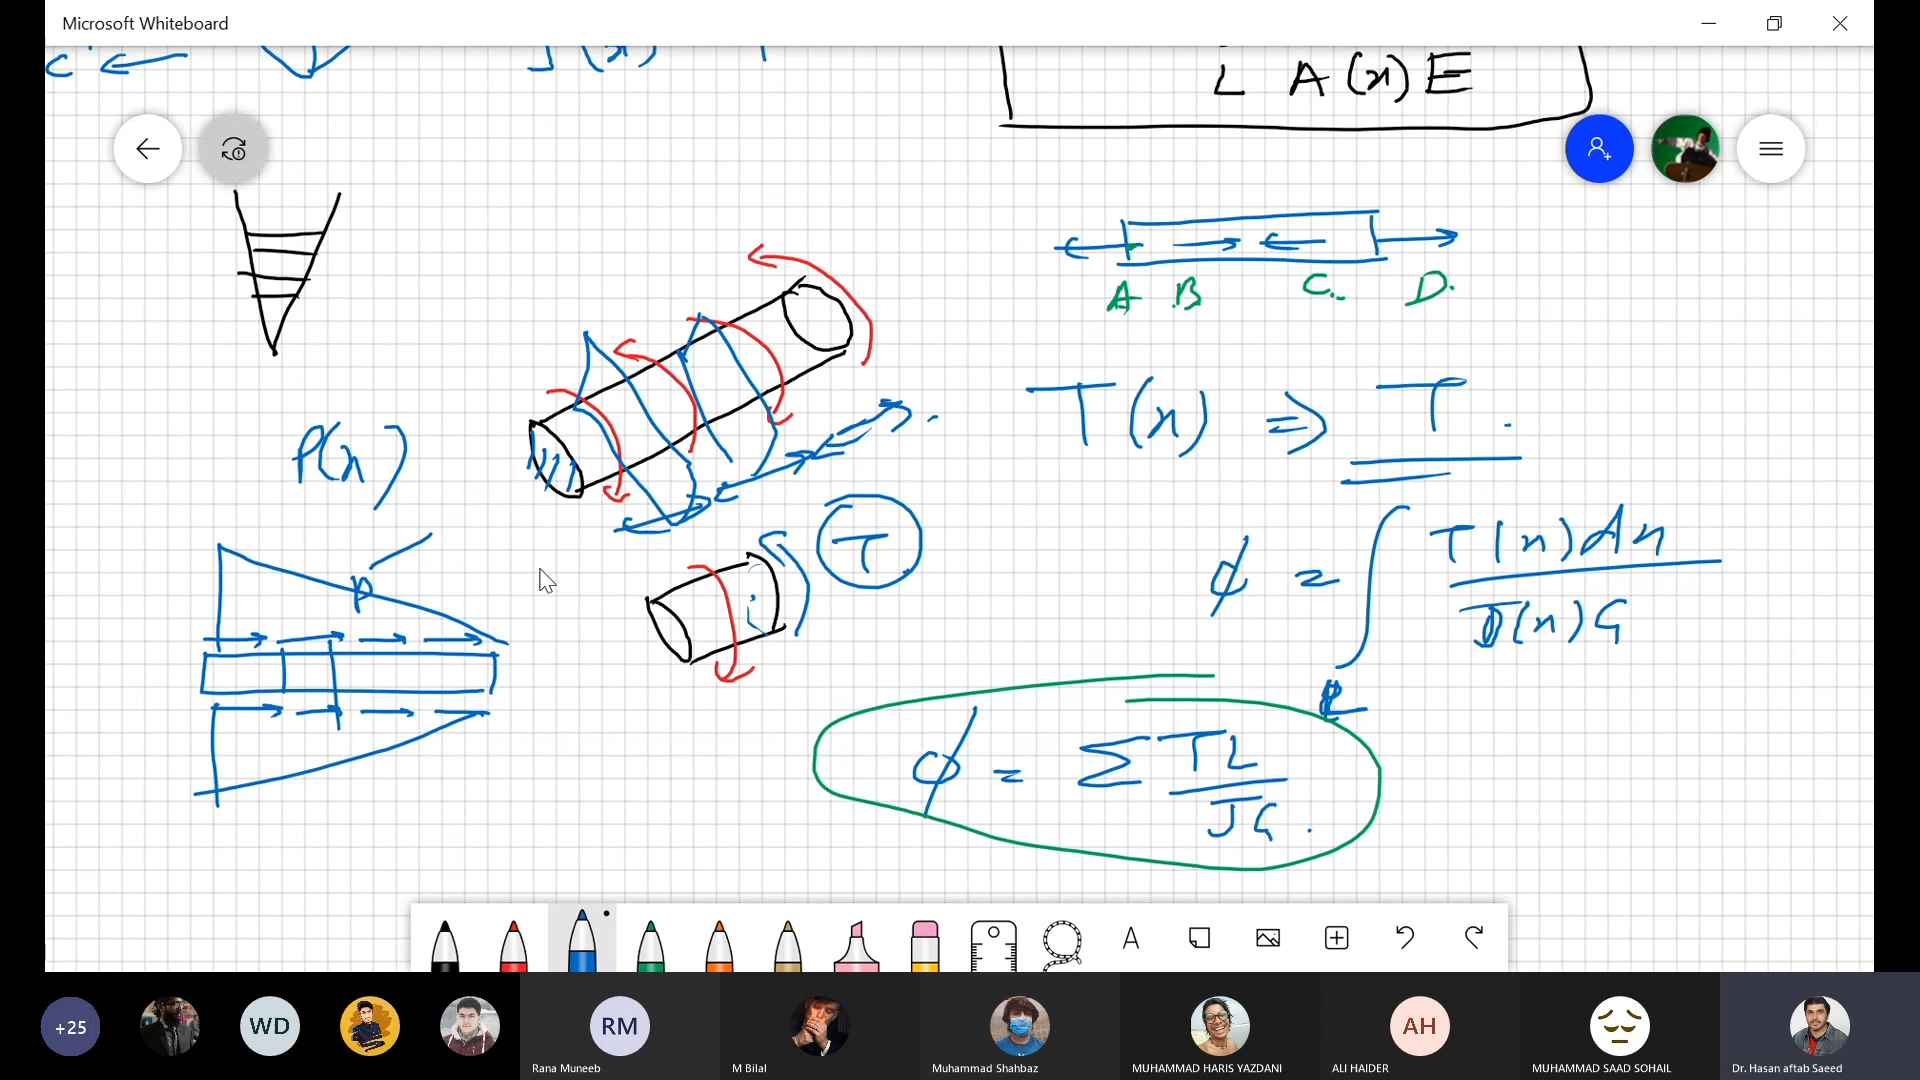 Microsoft Whiteboard
L A(x)E
A B C. D.
T(x) ⇒ T.
P(x)
P
T
φ = ∫ T(x)dx
J(x)G
L
φ = Σ TL
JG.
A
+25
WD
RM
AH
Rana Muneeb
M Bilal
Muhammad Shahbaz
MUHAMMAD HARIS YAZDANI
ALI HAIDER
MUHAMMAD SAAD SOHAIL
Dr. Hasan aftab Saeed